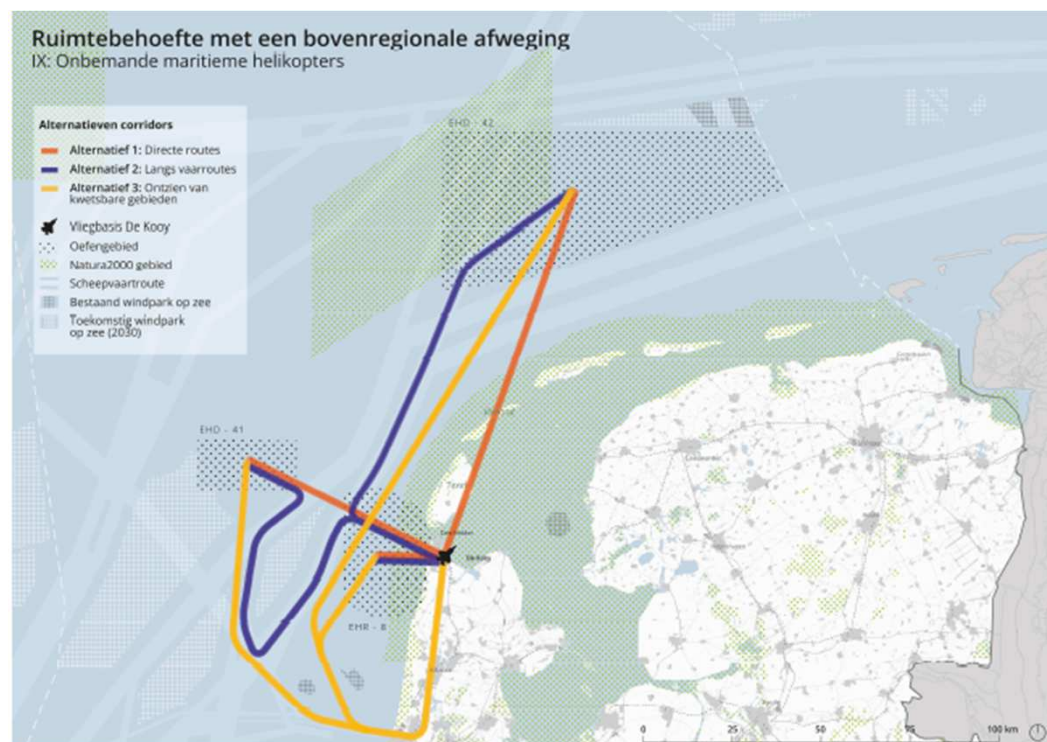 Ruimtebehoefte met een bovenregionale afweging
IX: Onbemande maritieme helikopters
Alternatieven corridors
Alternatief 1: Directe routes
Alternatief 2: Langs vaarroutes
Alternatief 3: Ontzien van
kwetsbare gebieden
Vliegbasis De Kooy
Oefengebied
Natura2000 gebied
Scheepvaartroute
Bestaand windpark op zee
Toekomstig windpark
op zee (2030)
EHD - 42
EHD - 41
EHR - 8
0 25 50 75 100 km